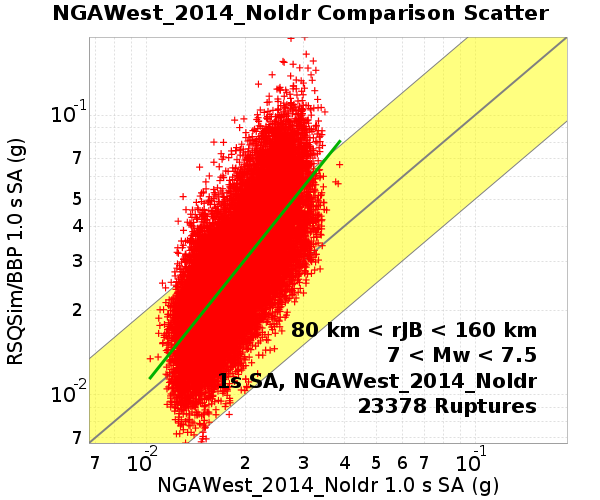 NGAWest_2014_NoIdr Comparison Scatter
RSQSim/BBP 1.0 s SA (g)
10-1
7
5
4
3
2
10-2
7
80 km < rJB < 160 km
7 < Mw < 7.5
1s SA, NGAWest_2014_NoIdr
23378 Ruptures
7 10-2 2 3 4 5 6 7 10-1
NGAWest_2014_NoIdr 1.0 s SA (g)